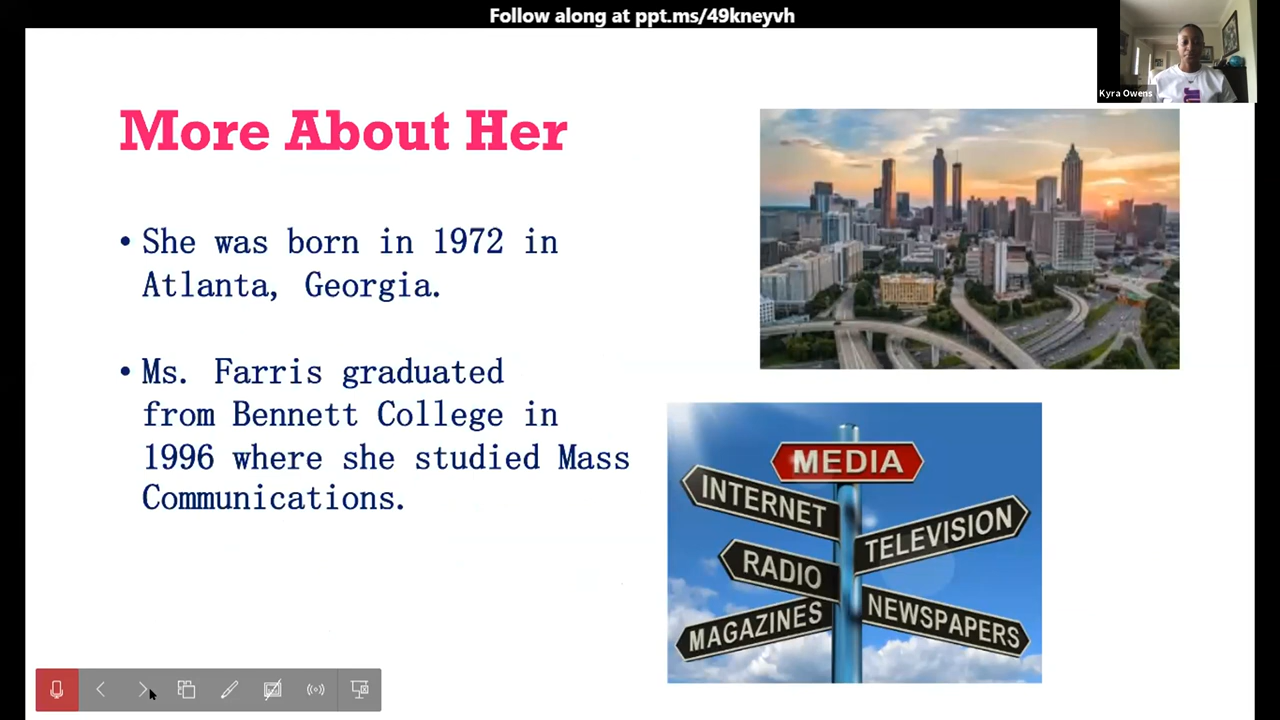 Follow along at ppt.ms/49kneyvh
Kyra Owens
More About Her
• She was born in 1972 in
Atlanta, Georgia.
• Ms. Farris graduated
from Bennett College in
1996 where she studied Mass
Communications.
MEDIA
INTERNET
TELEVISION
RADIO
MAGAZINES
NEWSPAPERS